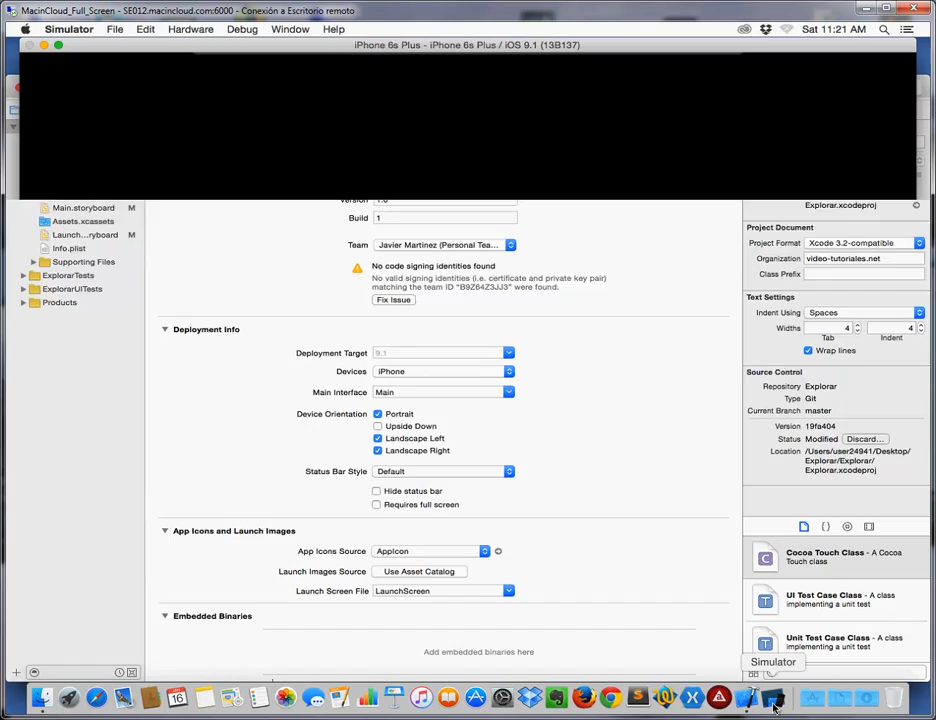 MacinCloud_Full_Screen - SE012.macincloud.com:6000 - Conexión a Escritorio remoto
Simulator File Edit Hardware Debug Window Help Sat 11:21 AM
iPhone 6s Plus - iPhone 6s Plus / iOS 9.1 (13B137)
Main.storyboard M
Assets.xcassets
Launch...ryboard M
Info.plist
Supporting Files
ExplorarTests
ExplorarUITests
Products
Build 1
Team Javier Martinez (Personal Tea...
No code signing identities found
No valid signing identities (i.e. certificate and private key pair)
matching the team ID "B9Z64Z3JJ3" were found.
Fix Issue
Deployment Info
Deployment Target 9.1
Devices iPhone
Main Interface Main
Device Orientation Portrait
Upside Down
Landscape Left
Landscape Right
Status Bar Style Default
Hide status bar
Requires full screen
App Icons and Launch Images
App Icons Source AppIcon
Launch Images Source Use Asset Catalog
Launch Screen File LaunchScreen
Embedded Binaries
Add embedded binaries here
Explorar.xcodeproj
Project Document
Project Format Xcode 3.2-compatible
Organization video-tutoriales.net
Class Prefix
Text Settings
Indent Using Spaces
Widths 4 4
Tab Indent
Wrap lines
Source Control
Repository Explorar
Type Git
Current Branch master
Version 19fa404
Status Modified Discard...
Location /Users/user24941/Desktop/
Explorar/Explorar/
Explorar.xcodeproj
Cocoa Touch Class - A Cocoa
Touch class
UI Test Case Class - A class
implementing a unit test
Unit Test Case Class - A class
implementing a unit test
Simulator